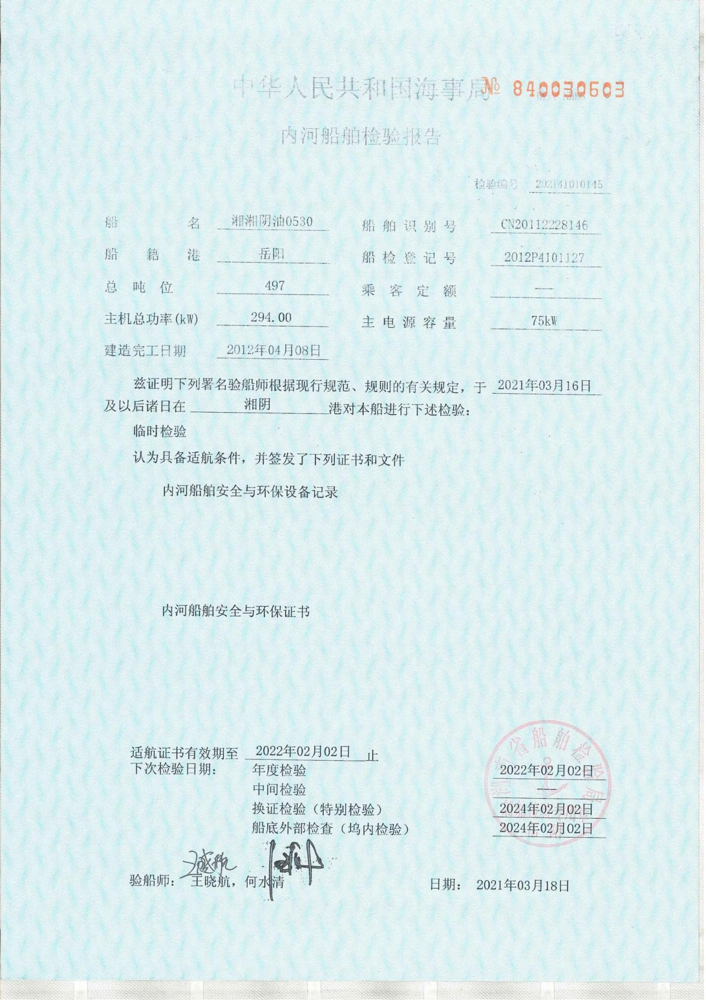 中华人民共和国海事局 № 840030603
内河船舶检验报告
检验编号 202141010145
船名 湘湘阴油0530 船舶识别号 CN20112228146
船籍港 岳阳 船检登记号 2012P4101127
总吨位 497 乘客定额 ---
主机总功率(kW) 294.00 主电源容量 75kW
建造完工日期 2012年04月08日
兹证明下列署名验船师根据现行规范、规则的有关规定，于 2021年03月16日
及以后诸日在 湘阴 港对本船进行下述检验：
临时检验
认为具备适航条件，并签发了下列证书和文件
内河船舶安全与环保设备记录
内河船舶安全与环保证书
适航证书有效期至 2022年02月02日 止
下次检验日期： 年度检验 2022年02月02日
中间检验 ---
换证检验（特别检验） 2024年02月02日
船底外部检查（坞内检验） 2024年02月02日
湖南省船舶检验局
验船师： 王晓航，何水清 日期： 2021年03月18日